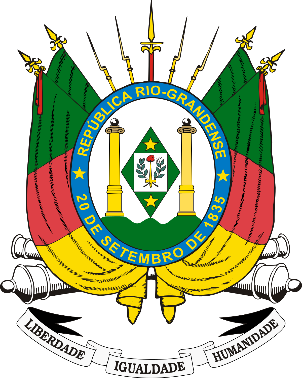 REPÚBLICA RIO-GRANDENSE
20 DE SETEMBRO DE 1835
LIBERDADE
IGUALDADE
HUMANIDADE